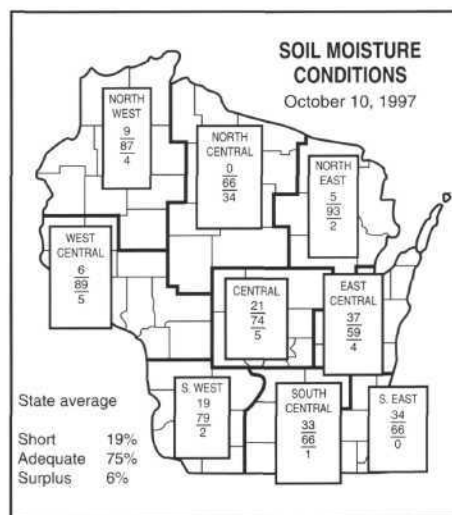 SOIL MOISTURE
CONDITIONS
October 10, 1997
NORTH
WEST
9
87
4
NORTH
CENTRAL
0
66
34
NORTH
EAST
5
93
2
WEST
CENTRAL
6
89
5
CENTRAL
21
74
5
EAST
CENTRAL
37
59
4
S. WEST
19
79
2
SOUTH
CENTRAL
33
66
1
S. EAST
34
66
0
State average
Short 19%
Adequate 75%
Surplus 6%